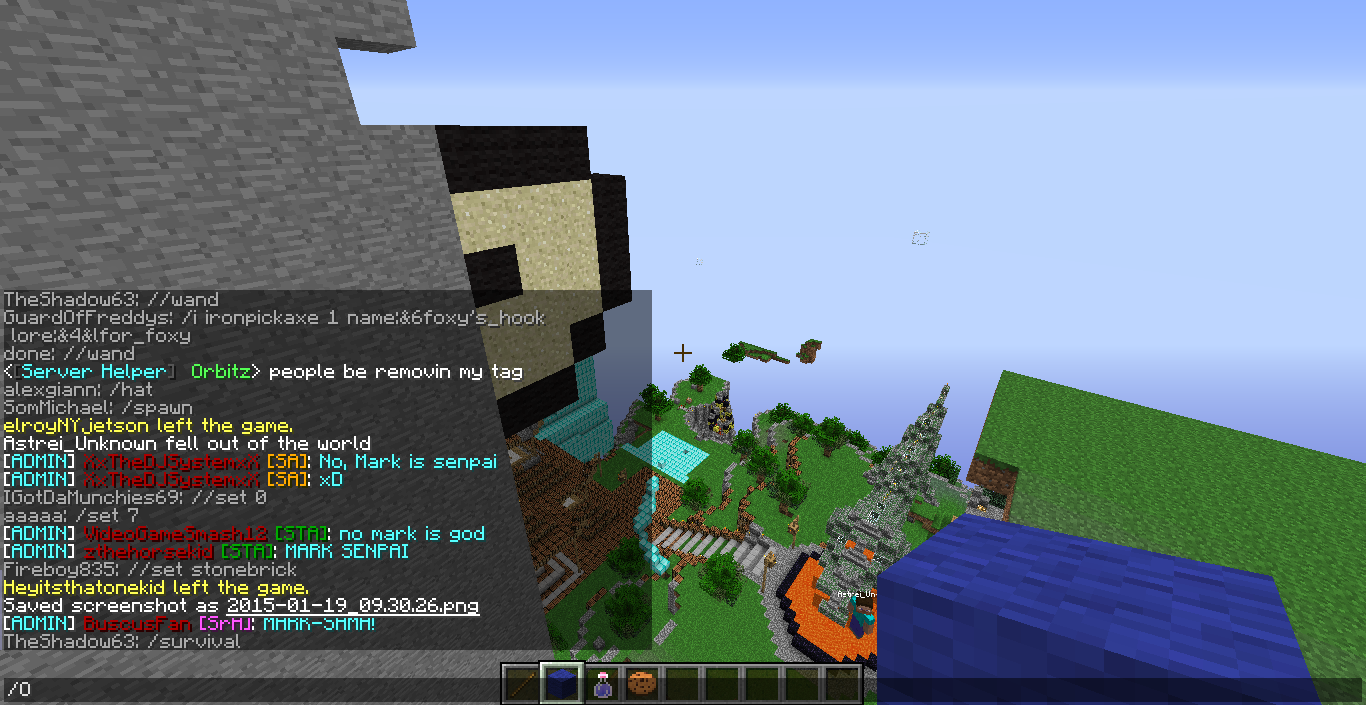 TheShadow63: //wand
GuardOfFreddys: /i ironpickaxe 1 name:&6foxy's_hook
lore:&4&lfor_foxy
done: //wand
<[Server Helper] Orbitz> people be removin my tag
alexgiann: /hat
SomMichael: /spawn
elroyNYjetson left the game.
Astrei_Unknown fell out of the world
[ADMIN] XxTheDJSystemxX [SA]: No, Mark is senpai
[ADMIN] XxTheDJSystemxX [SA]: xD
IGotDaMunchies69: //set 0
aaaaa: /set 7
[ADMIN] VideoGameSmash12 [STA]: no mark is god
[ADMIN] zthehorsekid [STA]: MARK SENPAI
Fireboy835: //set stonebrick
Heyitsthatonekid left the game.
Saved screenshot as 2015-01-19_09.30.26.png
[ADMIN] BuscusFan [SrA]: MARK-SAMA!
TheShadow63: /survival
Astrei_Un
/O